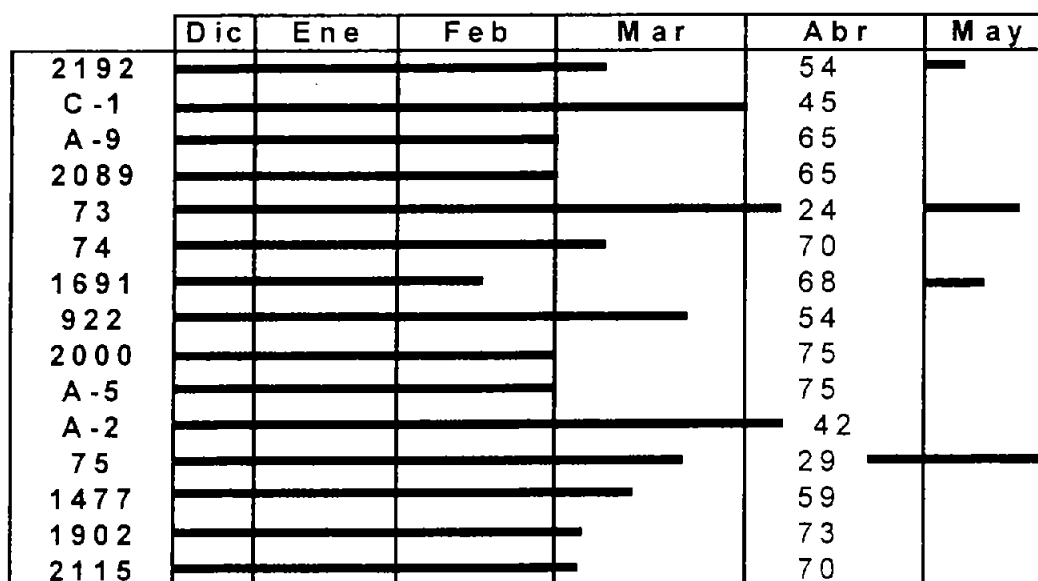 Dic Ene Feb Mar Abr May
2192 54
C-1 45
A-9 65
2089 65
73 24
74 70
1691 68
922 54
2000 75
A-5 75
A-2 42
75 29
1477 59
1902 73
2115 70